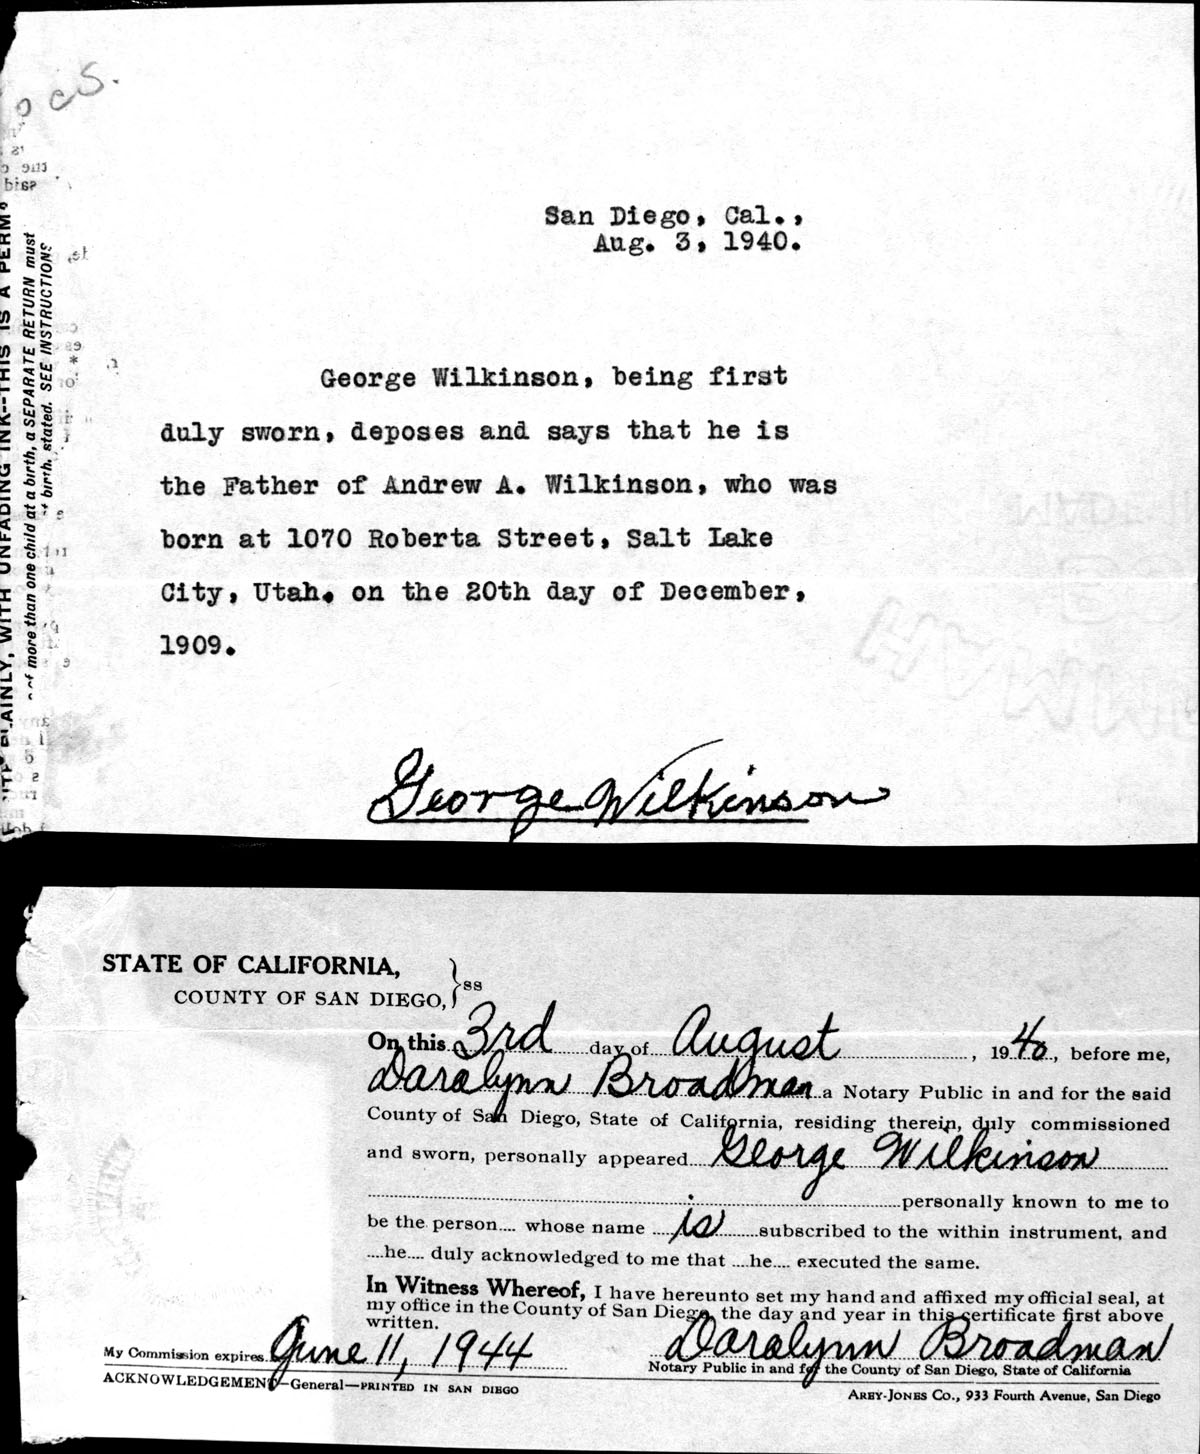 ocs.
San Diego, Cal.,
Aug. 3, 1940.
George Wilkinson, being first
duly sworn, deposes and says that he is
the Father of Andrew A. Wilkinson, who was
born at 1070 Roberta Street, Salt Lake
City, Utah. on the 20th day of December,
1909.
George Wilkinson
PLAINLY, WITH UNFADING INK--THIS IS A PERM
more than one child at a birth, a SEPARATE RETURN must
birth, stated. SEE INSTRUCTIONS
STATE OF CALIFORNIA,
COUNTY OF SAN DIEGO, } ss
On this 3rd day of August, 1940, before me,
Daralynn Broadman a Notary Public in and for the said
County of San Diego, State of California, residing therein, duly commissioned
and sworn, personally appeared George Wilkinson
personally known to me to
be the person.... whose name is subscribed to the within instrument, and
....he.... duly acknowledged to me that ....he.... executed the same.
In Witness Whereof, I have hereunto set my hand and affixed my official seal, at
my office in the County of San Diego, the day and year in this certificate first above
written.
My Commission expires June 11, 1944 Daralynn Broadman
Notary Public in and for the County of San Diego, State of California
ACKNOWLEDGEMENT—General—PRINTED IN SAN DIEGO
AREY-JONES CO., 933 Fourth Avenue, San Diego